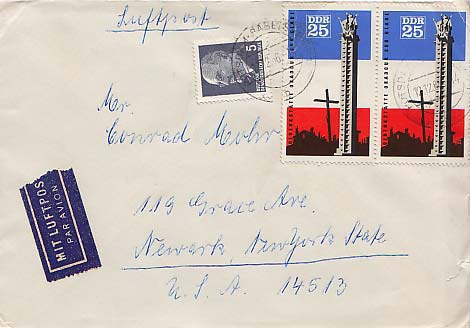 Luftpost
5
DDR
25
DDR
25
Mr.
Conrad Mohr
MIT LUFTPOST
PAR AVION
119 Grace Ave.
Newark, New York State
U. S. A. 14513